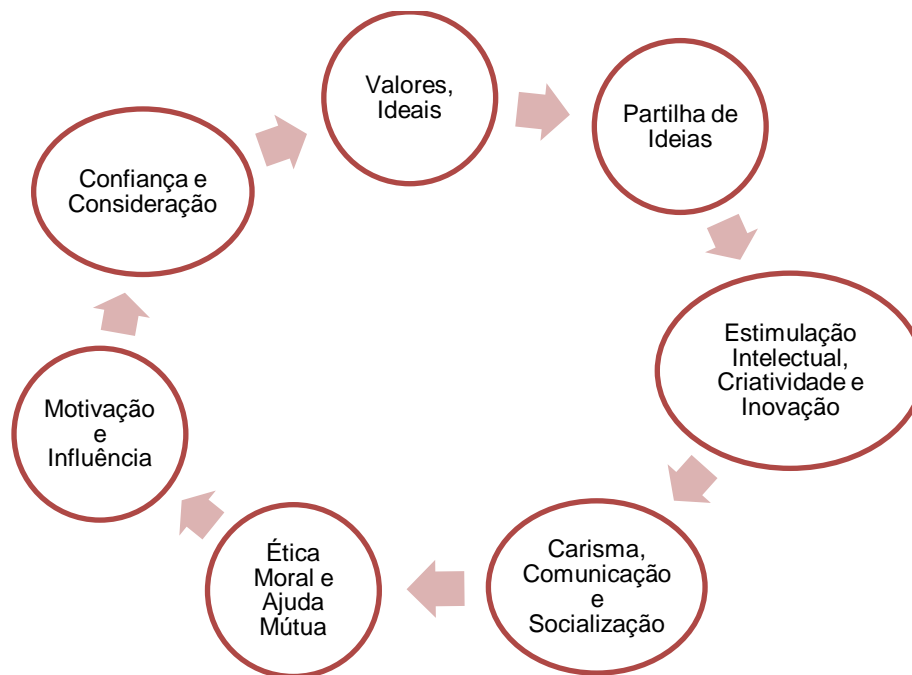 Valores,
Ideais
Partilha de
Ideias
Estimulação
Intelectual,
Criatividade e
Inovação
Carisma,
Comunicação
e
Socialização
Ética
Moral e
Ajuda
Mútua
Motivação
e
Influência
Confiança e
Consideração